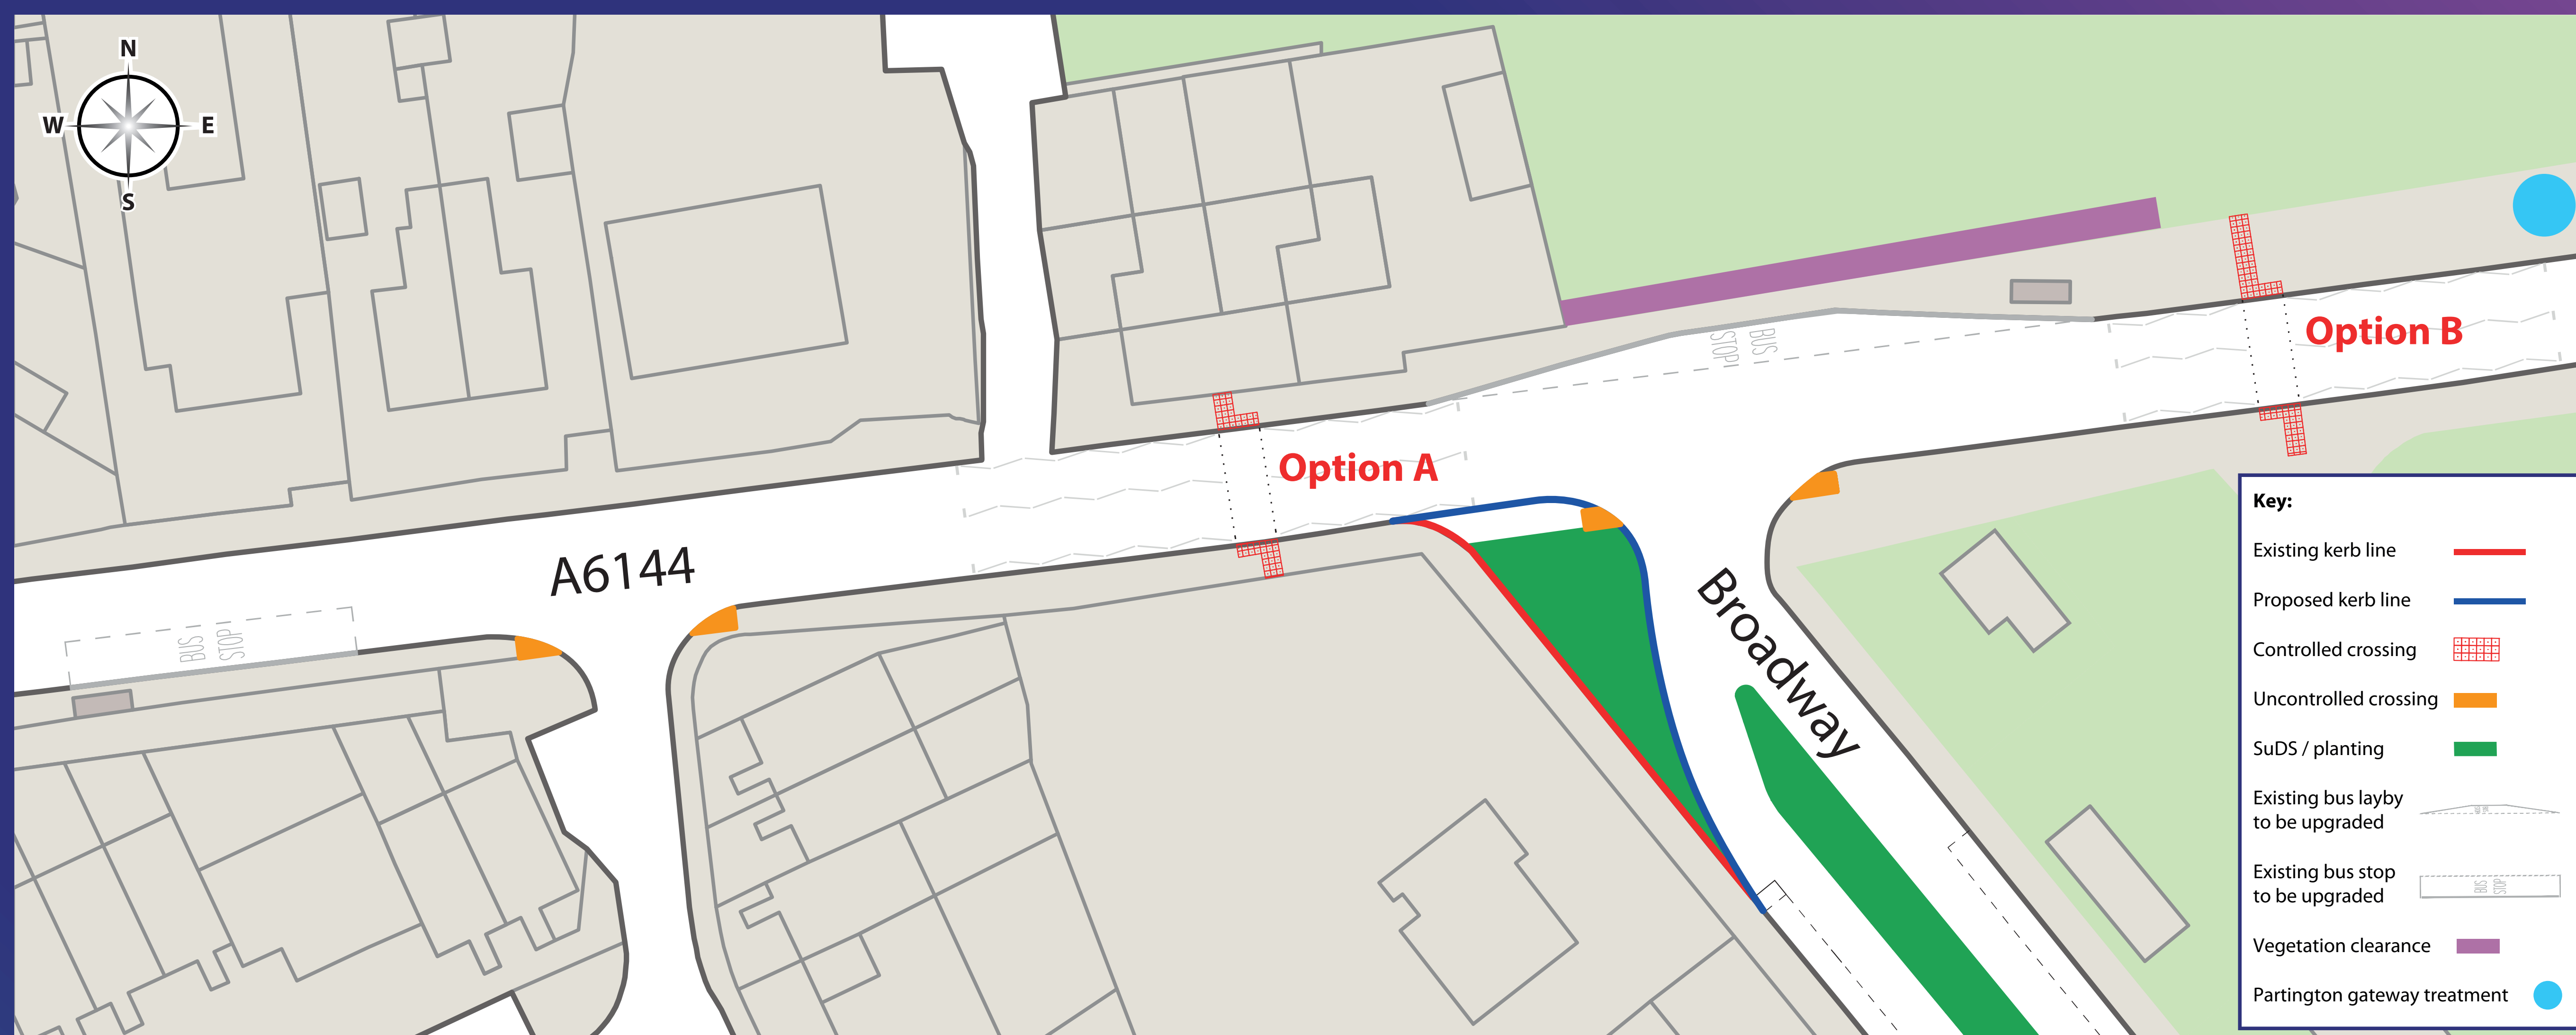 N
W E
S
Option B
BUS
STOP
Option A
A6144
BUS
STOP
Broadway
Key:
Existing kerb line
Proposed kerb line
Controlled crossing
Uncontrolled crossing
SuDS / planting
Existing bus layby
to be upgraded
Existing bus stop
to be upgraded
BUS
STOP
Vegetation clearance
Partington gateway treatment